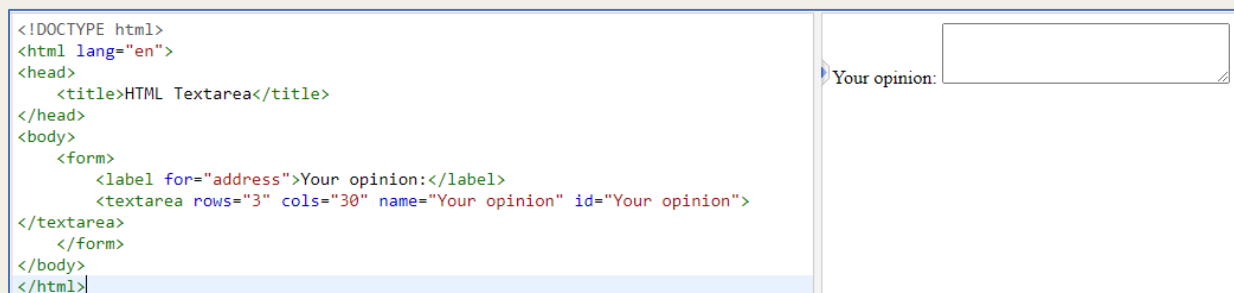 <!DOCTYPE html>
<html lang="en">
<head>
    <title>HTML Textarea</title>
</head>
<body>
    <form>
        <label for="address">Your opinion:</label>
        <textarea rows="3" cols="30" name="Your opinion" id="Your opinion">
</textarea>
    </form>
</body>
</html>
Your opinion: